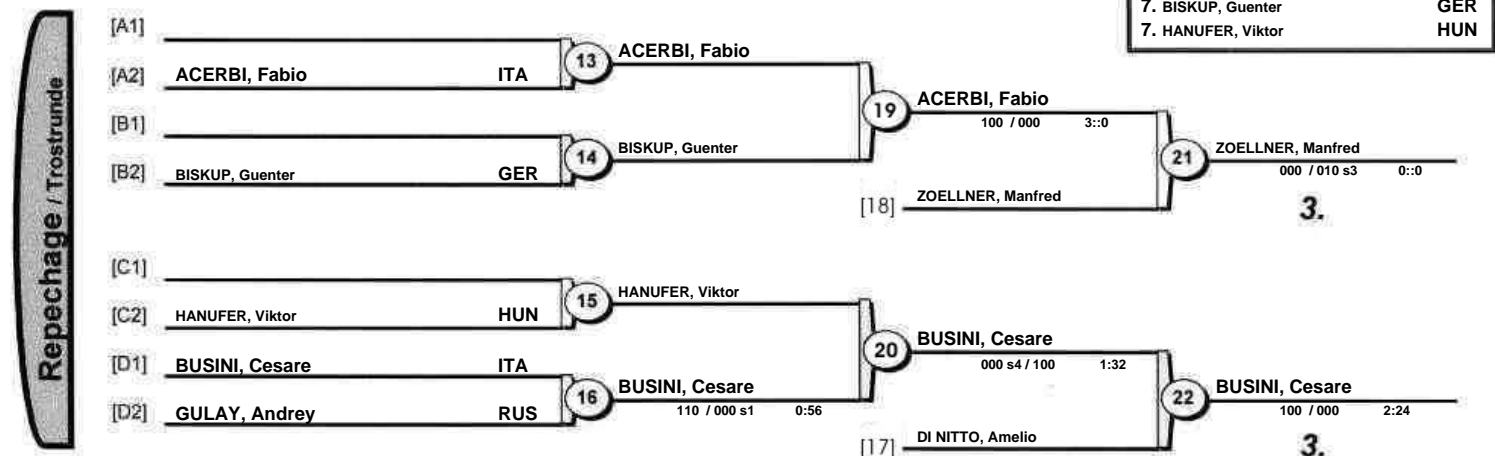 7. BISKUP, Guenter GER
7. HANUFER, Viktor HUN
Repechage / Trostrunde
[A1]
[A2] ACERBI, Fabio ITA
13 ACERBI, Fabio
[B1]
[B2] BISKUP, Guenter GER
14 BISKUP, Guenter
19 ACERBI, Fabio
100 / 000 3::0
[18] ZOELLNER, Manfred
21 ZOELLNER, Manfred
000 / 010 s3 0::0
3.
[C1]
[C2] HANUFER, Viktor HUN
15 HANUFER, Viktor
[D1] BUSINI, Cesare ITA
[D2] GULAY, Andrey RUS
16 BUSINI, Cesare
110 / 000 s1 0:56
20 BUSINI, Cesare
000 s4 / 100 1:32
[17] DI NITTO, Amelio
22 BUSINI, Cesare
100 / 000 2:24
3.